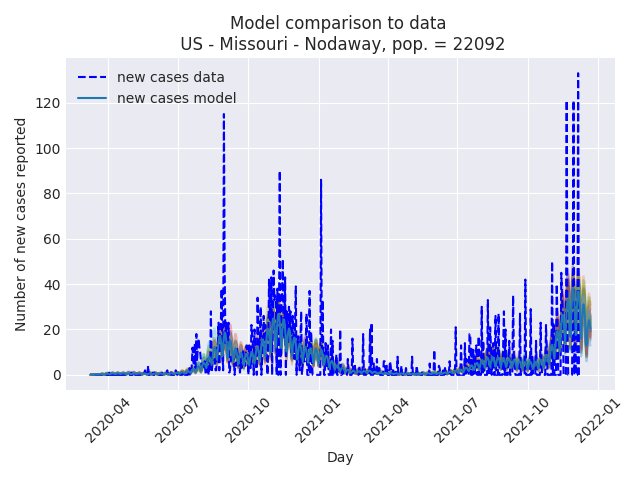 Model comparison to data
US - Missouri - Nodaway, pop. = 22092
new cases data
new cases model
Number of new cases reported
120
100
80
60
40
20
0
2020-04
2020-07
2020-10
2021-01
2021-04
2021-07
2021-10
2022-01
Day